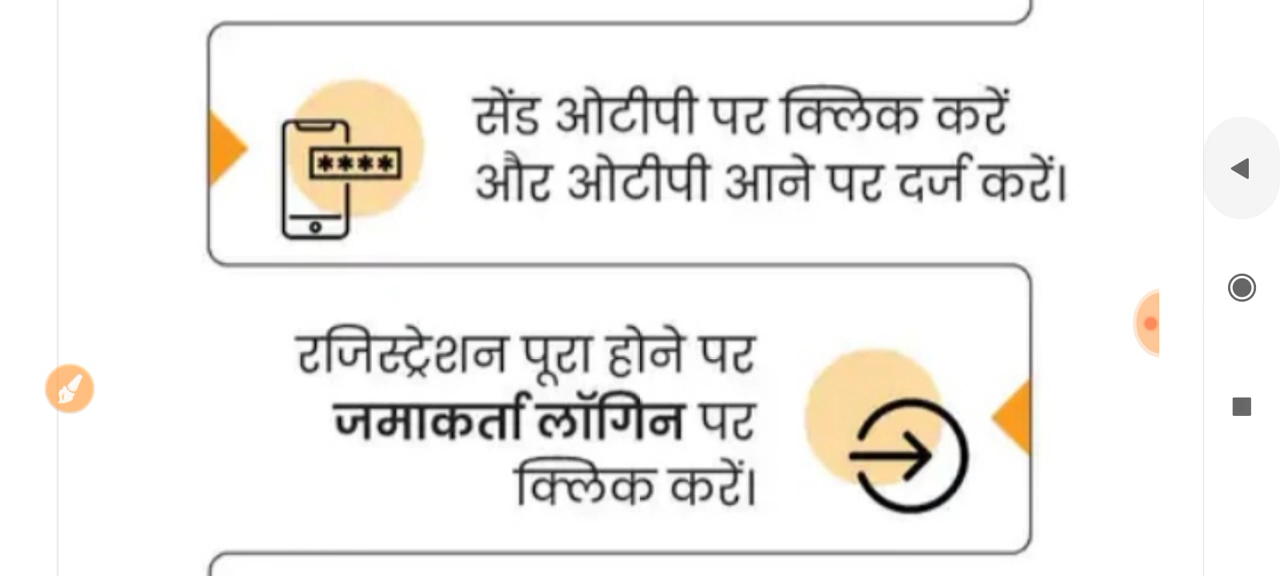 सेंड ओटीपी पर क्लिक करें
और ओटीपी आने पर दर्ज करें।
****
रजिस्ट्रेशन पूरा होने पर
जमाकर्ता लॉगिन पर
क्लिक करें।